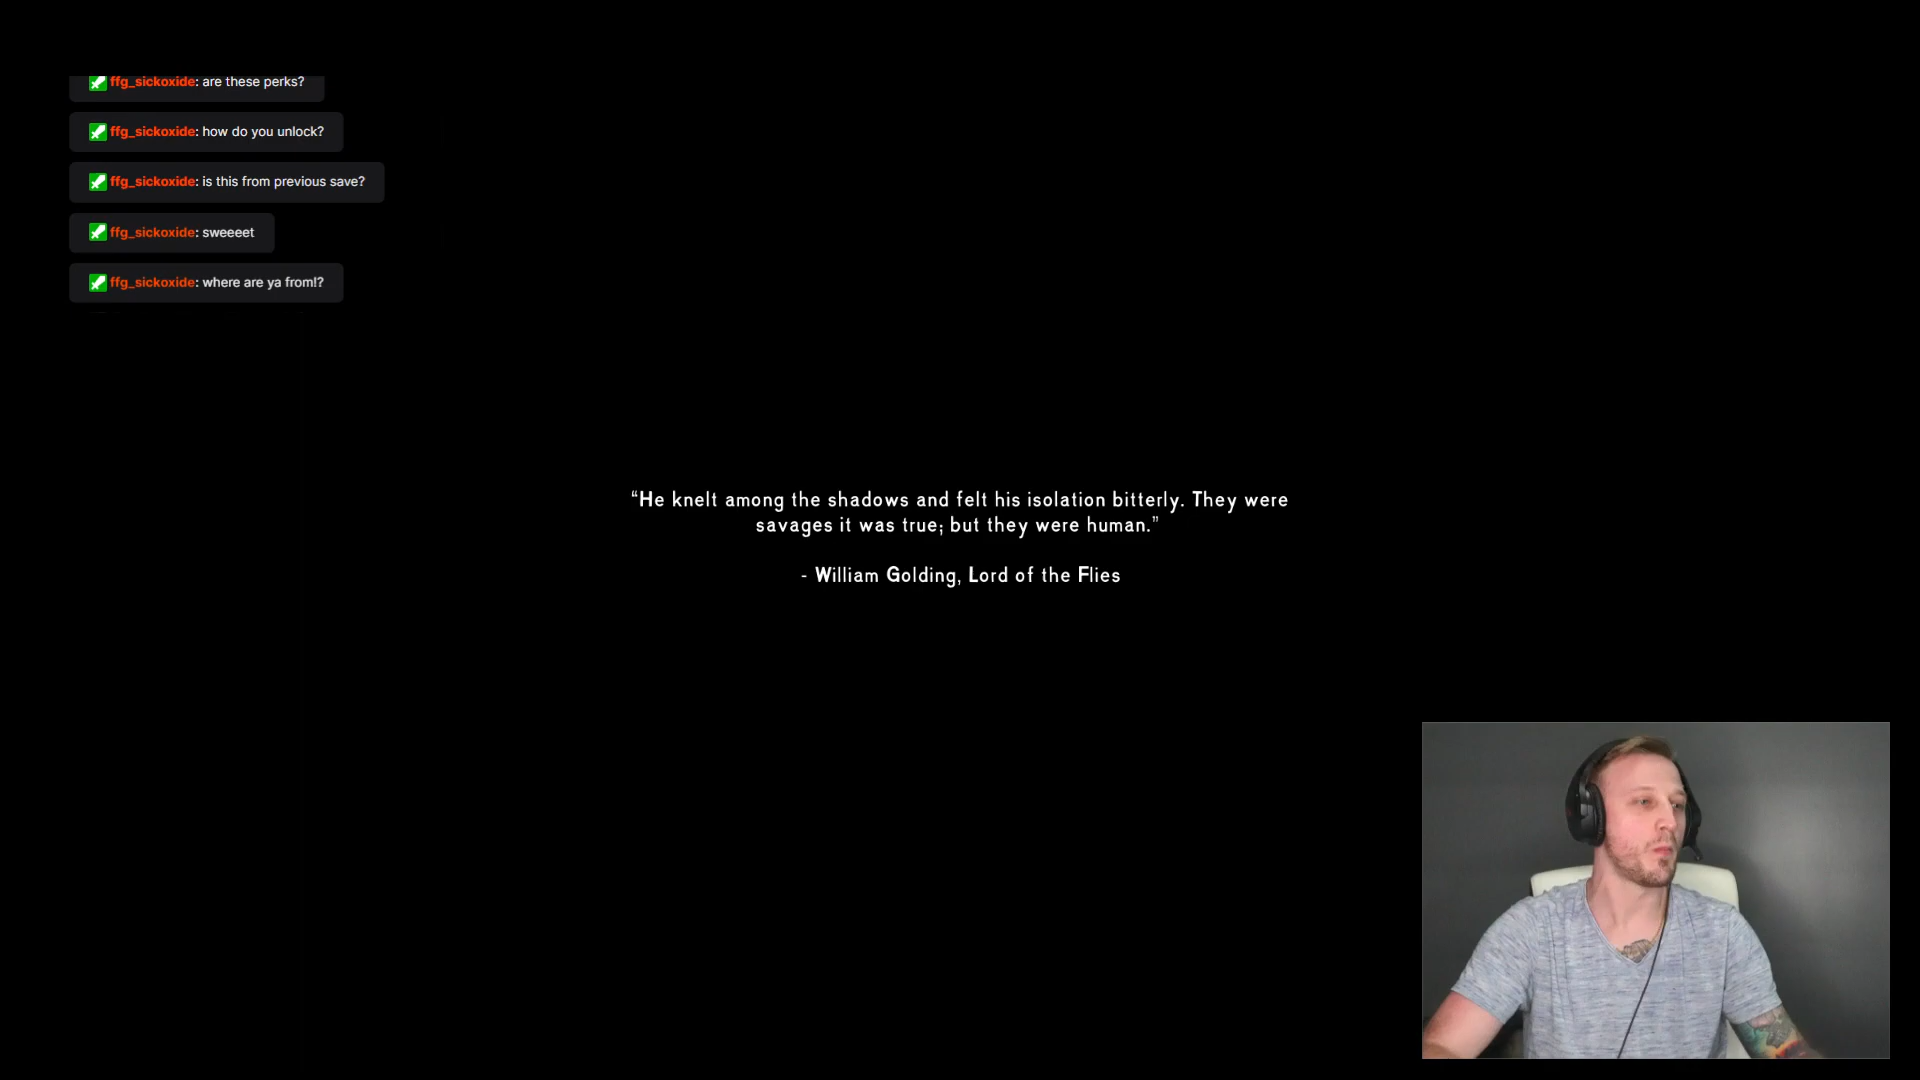 ffg_sickoxide: are these perks?
ffg_sickoxide: how do you unlock?
ffg_sickoxide: is this from previous save?
ffg_sickoxide: sweeeet
ffg_sickoxide: where are ya from!?
“He knelt among the shadows and felt his isolation bitterly. They were
savages it was true; but they were human.”
- William Golding, Lord of the Flies